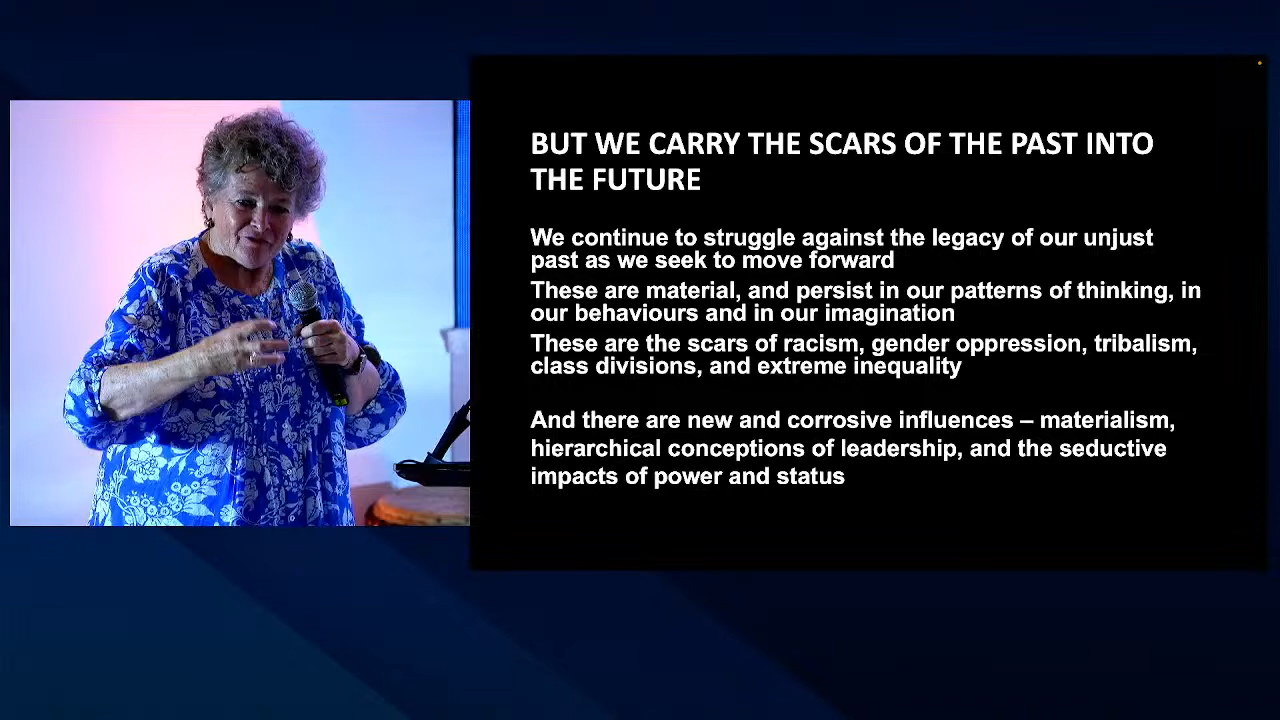 BUT WE CARRY THE SCARS OF THE PAST INTO
THE FUTURE
We continue to struggle against the legacy of our unjust
past as we seek to move forward
These are material, and persist in our patterns of thinking, in
our behaviours and in our imagination
These are the scars of racism, gender oppression, tribalism,
class divisions, and extreme inequality
And there are new and corrosive influences – materialism,
hierarchical conceptions of leadership, and the seductive
impacts of power and status